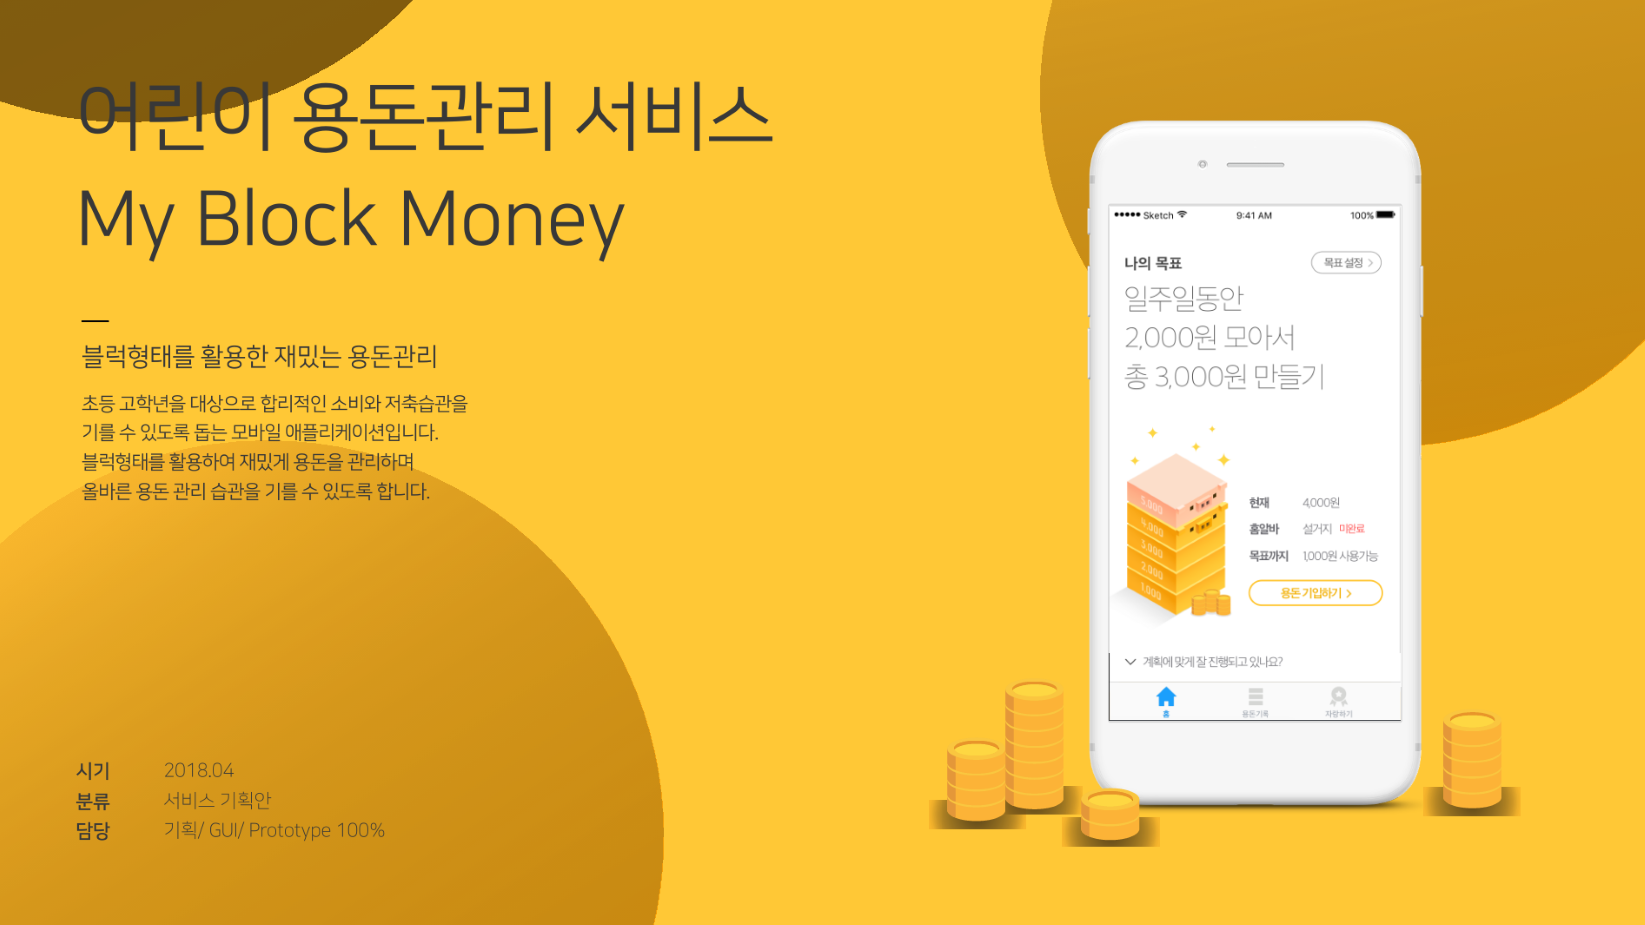 어린이 용돈관리 서비스
My Block Money
블럭형태를 활용한 재밌는 용돈관리
초등 고학년을 대상으로 합리적인 소비와 저축습관을
기를 수 있도록 돕는 모바일 애플리케이션입니다.
블럭형태를 활용하여 재밌게 용돈을 관리하며
올바른 용돈 관리 습관을 기를 수 있도록 합니다.
시기 2018.04
분류 서비스 기획안
담당 기획/ GUI/ Prototype 100%
Sketch 9:41 AM 100%
나의 목표 목표 설정 >
일주일동안
2,000원 모아서
총 3,000원 만들기
5,000
4,000
3,000
2,000
1,000
현재 4,000원
홈알바 설거지 미완료
목표까지 1,000원 사용가능
용돈 기입하기 >
계획에 맞게 잘 진행되고 있나요?
홈 용돈기록 자랑하기